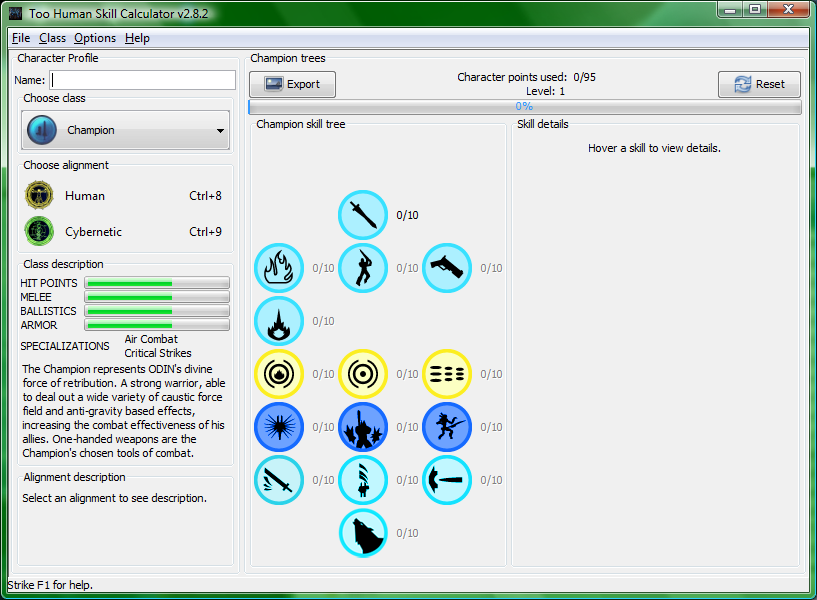 Too Human Skill Calculator v2.8.2
File Class Options Help
Character Profile
Name:
Choose class
Champion
Choose alignment
Human Ctrl+8
Cybernetic Ctrl+9
Class description
HIT POINTS
MELEE
BALLISTICS
ARMOR
SPECIALIZATIONS
Air Combat
Critical Strikes
The Champion represents ODIN's divine
force of retribution. A strong warrior, able
to deal out a wide variety of caustic force
field and anti-gravity based effects,
increasing the combat effectiveness of his
allies. One-handed weapons are the
Champion's chosen tools of combat.
Alignment description
Select an alignment to see description.
Champion trees
Export
Character points used: 0/95
Level: 1
Reset
0%
Champion skill tree
0/10
0/10 0/10 0/10
0/10
0/10 0/10 0/10
0/10 0/10 0/10
0/10 0/10 0/10
0/10
Skill details
Hover a skill to view details.
Strike F1 for help.